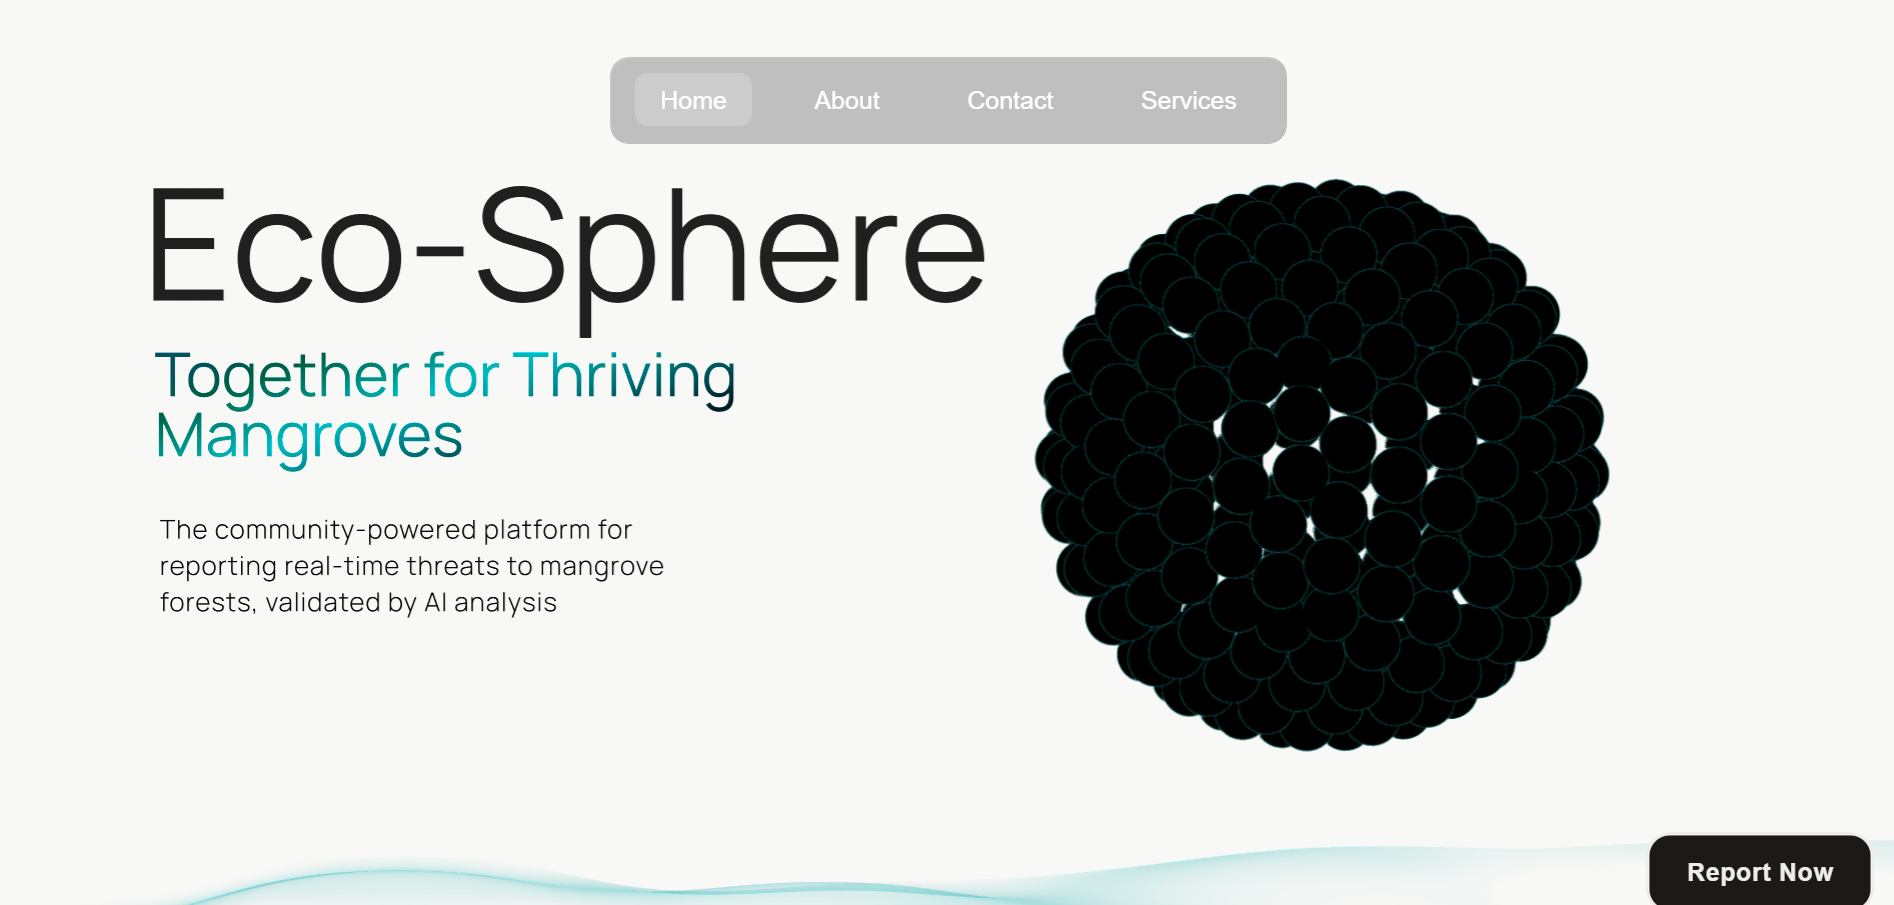 Home
About
Contact
Services
Eco-Sphere
Together for Thriving
Mangroves
The community-powered platform for
reporting real-time threats to mangrove
forests, validated by AI analysis
Report Now